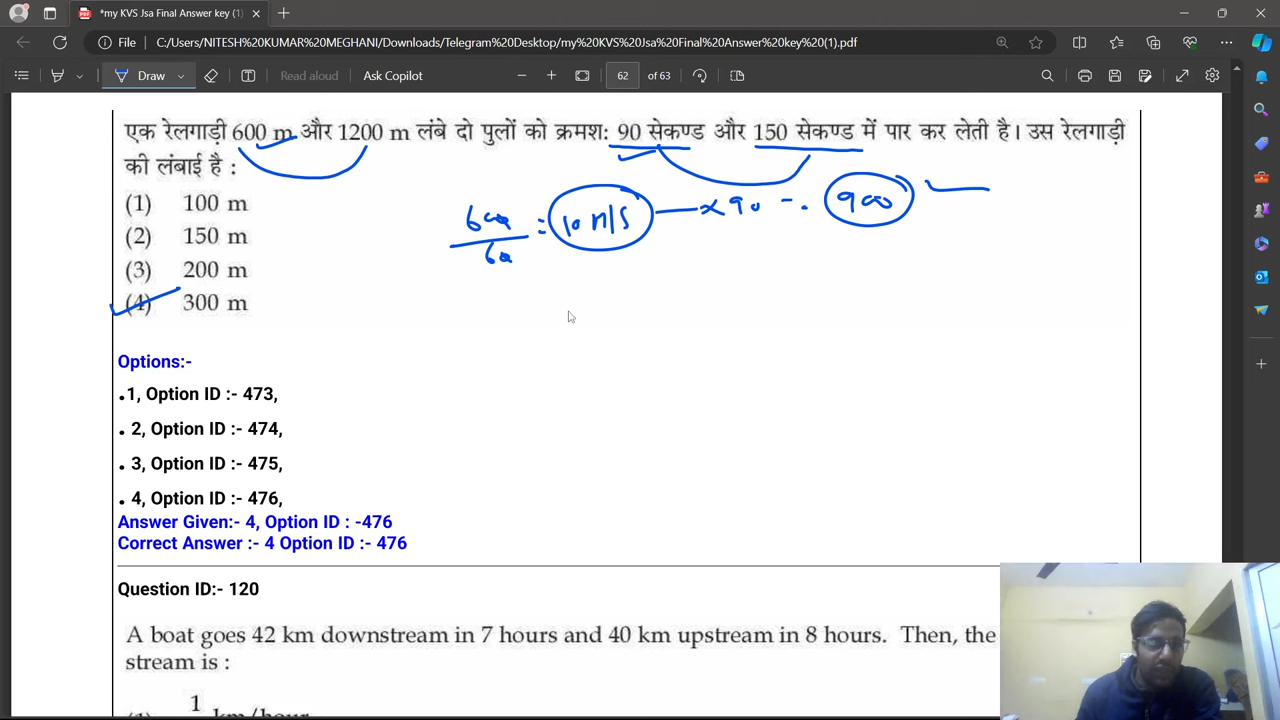 *my KVS Jsa Final Answer key (1)
File C:/Users/NITESH%20KUMAR%20MEGHANI/Downloads/Telegram%20Desktop/my%20KVS%20Jsa%20Final%20Answer%20key%20(1).pdf
Draw Read aloud Ask Copilot 62 of 63
एक रेलगाड़ी 600 m और 1200 m लंबे दो पुलों को क्रमश: 90 सेकण्ड और 150 सेकण्ड में पार कर लेती है। उस रेलगाड़ी
की लंबाई है :
(1) 100 m
(2) 150 m
(3) 200 m
(4) 300 m
600
60
= 10 M/S
x 90
900
Options:-
.1, Option ID :- 473,
. 2, Option ID :- 474,
. 3, Option ID :- 475,
. 4, Option ID :- 476,
Answer Given:- 4, Option ID : -476
Correct Answer :- 4 Option ID :- 476
Question ID:- 120
A boat goes 42 km downstream in 7 hours and 40 km upstream in 8 hours. Then, the
stream is :
1
km/hour